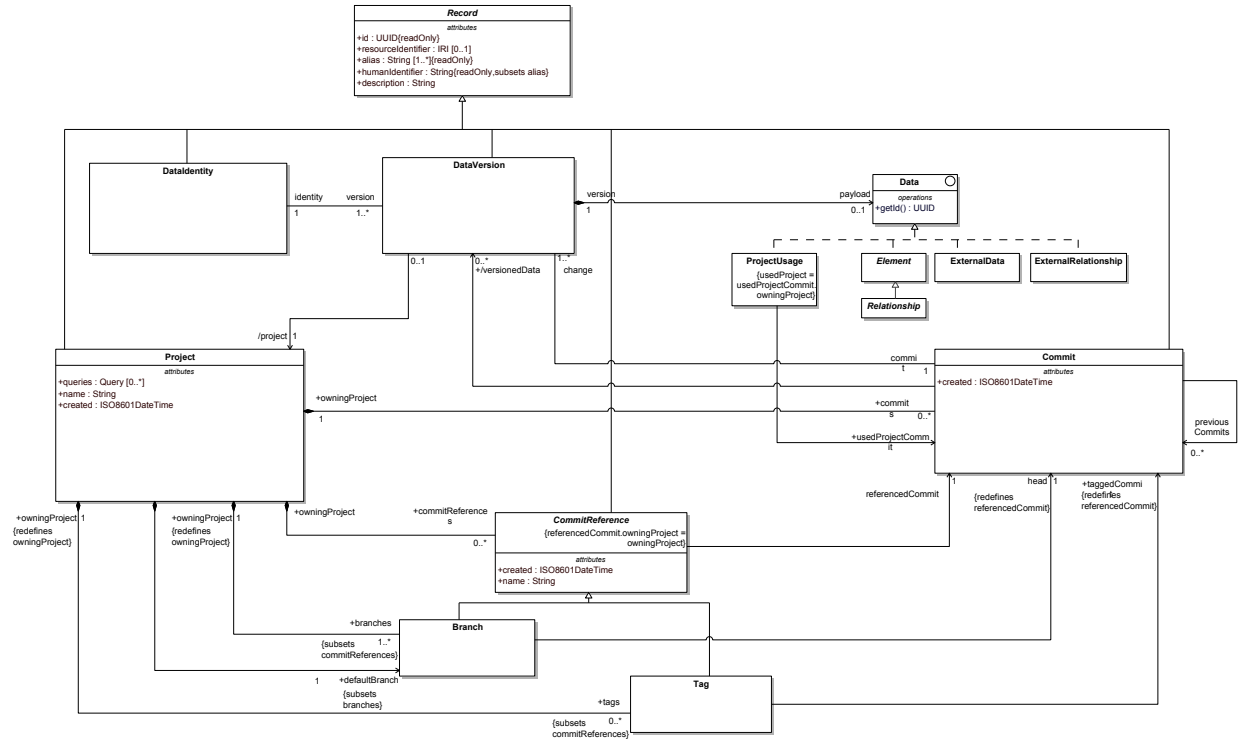 Record
attributes
+id : UUID{readOnly}
+resourceIdentifier : IRI [0..1]
+alias : String [1..*]{readOnly}
+humanIdentifier : String{readOnly,subsets alias}
+description : String
DataIdentity
identity
1
version
1..*
DataVersion
version
1
payload
0..1
Data
operations
+getId() : UUID
0..1
0..*
+/versionedData
1..*
change
ProjectUsage
{usedProject =
usedProjectCommit.
owningProject}
Element
ExternalData
ExternalRelationship
Relationship
/project
1
Project
attributes
+queries : Query [0..*]
+name : String
+created : ISO8601DateTime
commi
t
1
Commit
attributes
+created : ISO8601DateTime
+owningProject
1
+commit
s
0..*
+usedProjectComm
it
previous
Commits
0..*
+owningProject
1
{redefines
owningProject}
+owningProject
1
{redefines
owningProject}
+owningProject
+commitReference
s
0..*
CommitReference
{referencedCommit.owningProject =
owningProject}
attributes
+created : ISO8601DateTime
+name : String
referencedCommit
1
head
1
{redefines
referencedCommit}
+taggedCommi
{redefines
referencedCommit}
+branches
1..*
{subsets
commitReferences}
Branch
1
+defaultBranch
{subsets
branches}
+tags
0..*
{subsets
commitReferences}
Tag